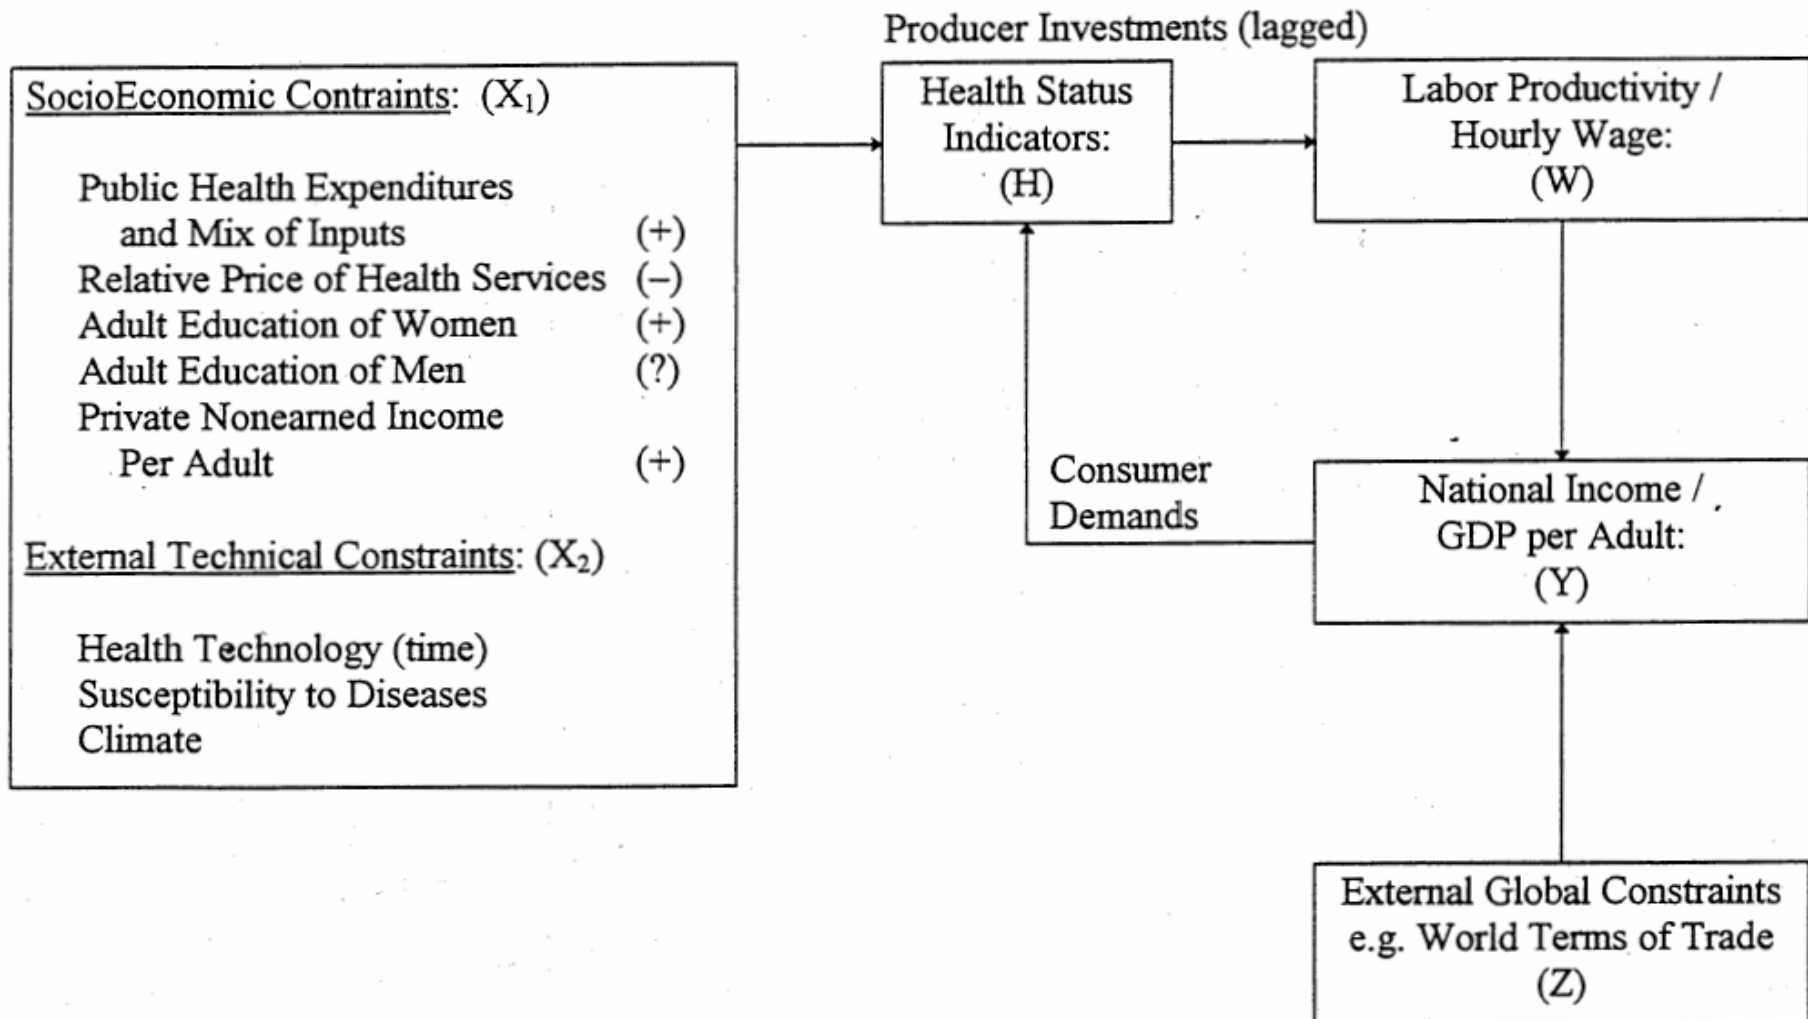 Producer Investments (lagged)
SocioEconomic Contraints: (X₁)
Public Health Expenditures
and Mix of Inputs (+)
Relative Price of Health Services (–)
Adult Education of Women (+)
Adult Education of Men (?)
Private Nonearned Income
Per Adult (+)
External Technical Constraints: (X₂)
Health Technology (time)
Susceptibility to Diseases
Climate
Health Status
Indicators:
(H)
Labor Productivity /
Hourly Wage:
(W)
Consumer
Demands
National Income /
GDP per Adult:
(Y)
External Global Constraints
e.g. World Terms of Trade
(Z)